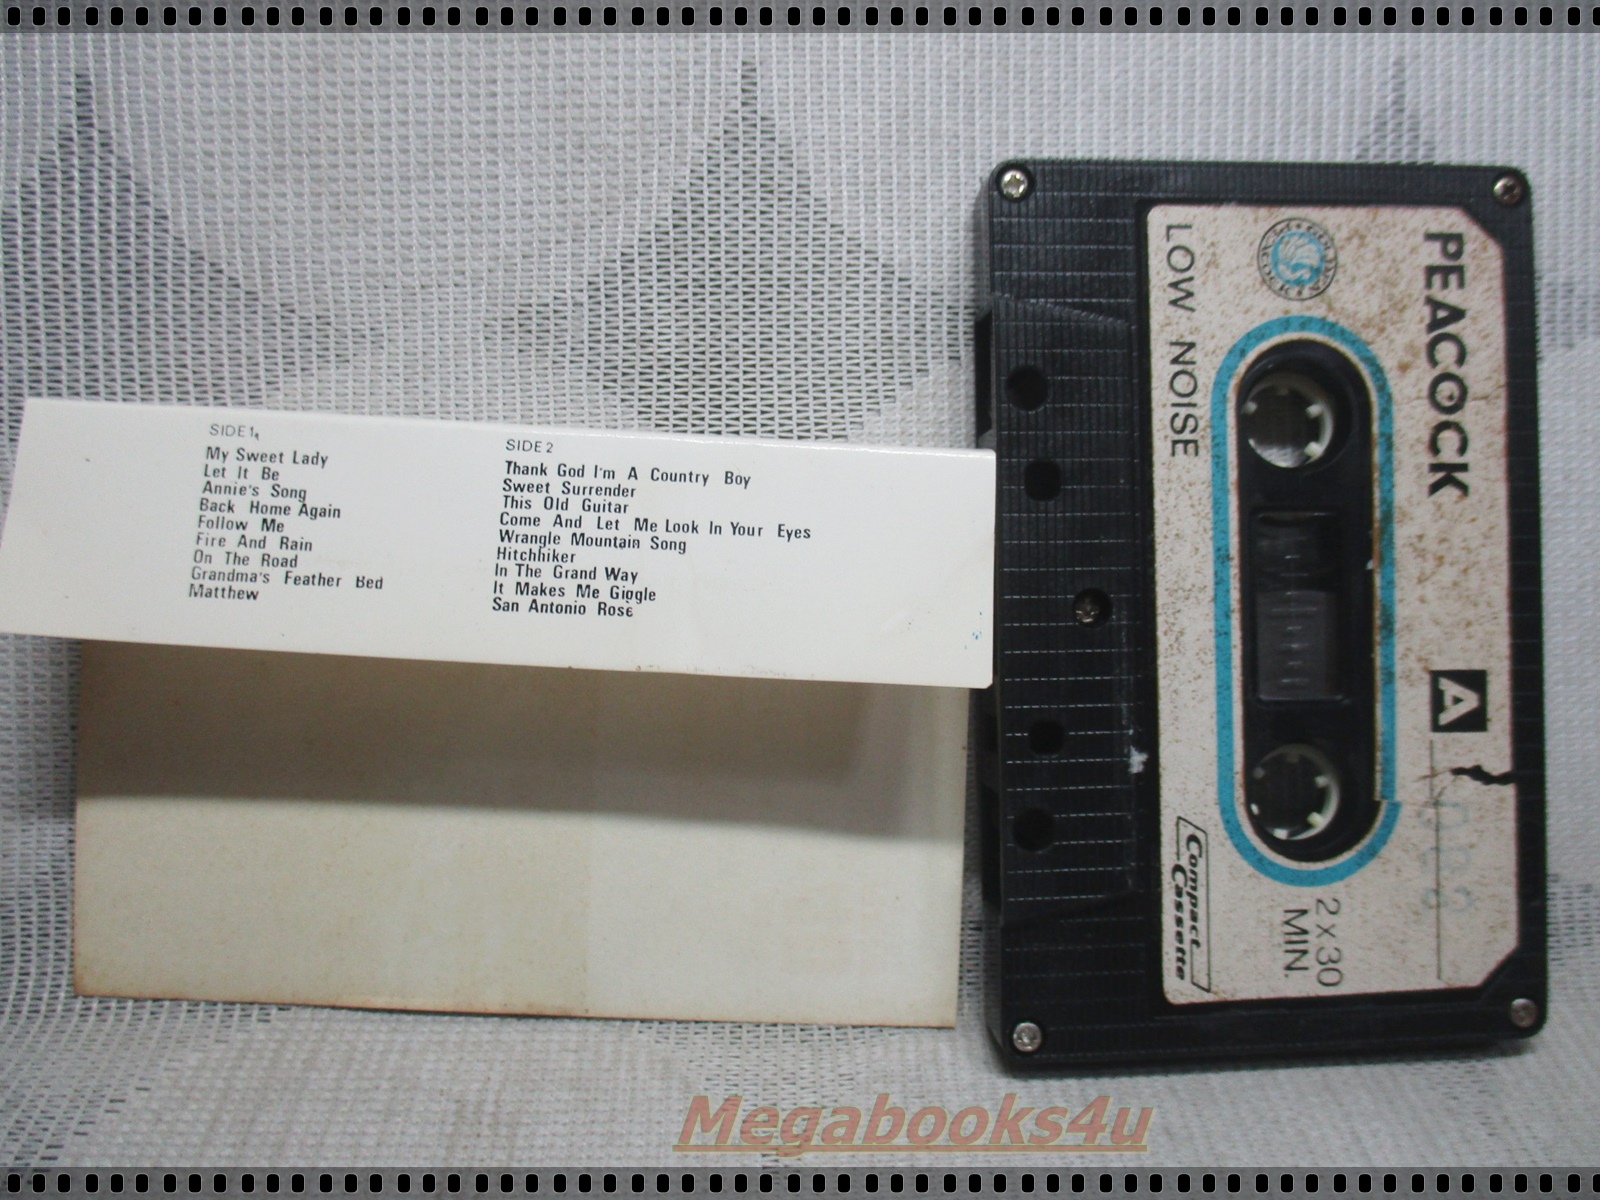 SIDE 1
My Sweet Lady
Let It Be
Annie's Song
Back Home Again
Follow Me
Fire And Rain
On The Road
Grandma's Feather Bed
Matthew
SIDE 2
Thank God I'm A Country Boy
Sweet Surrender
This Old Guitar
Come And Let Me Look In Your Eyes
Wrangle Mountain Song
Hitchhiker
In The Grand Way
It Makes Me Giggle
San Antonio Rose
PEACOCK
A
LOW NOISE
2 x 30
MIN.
Compact
Cassette
Megabooks4u